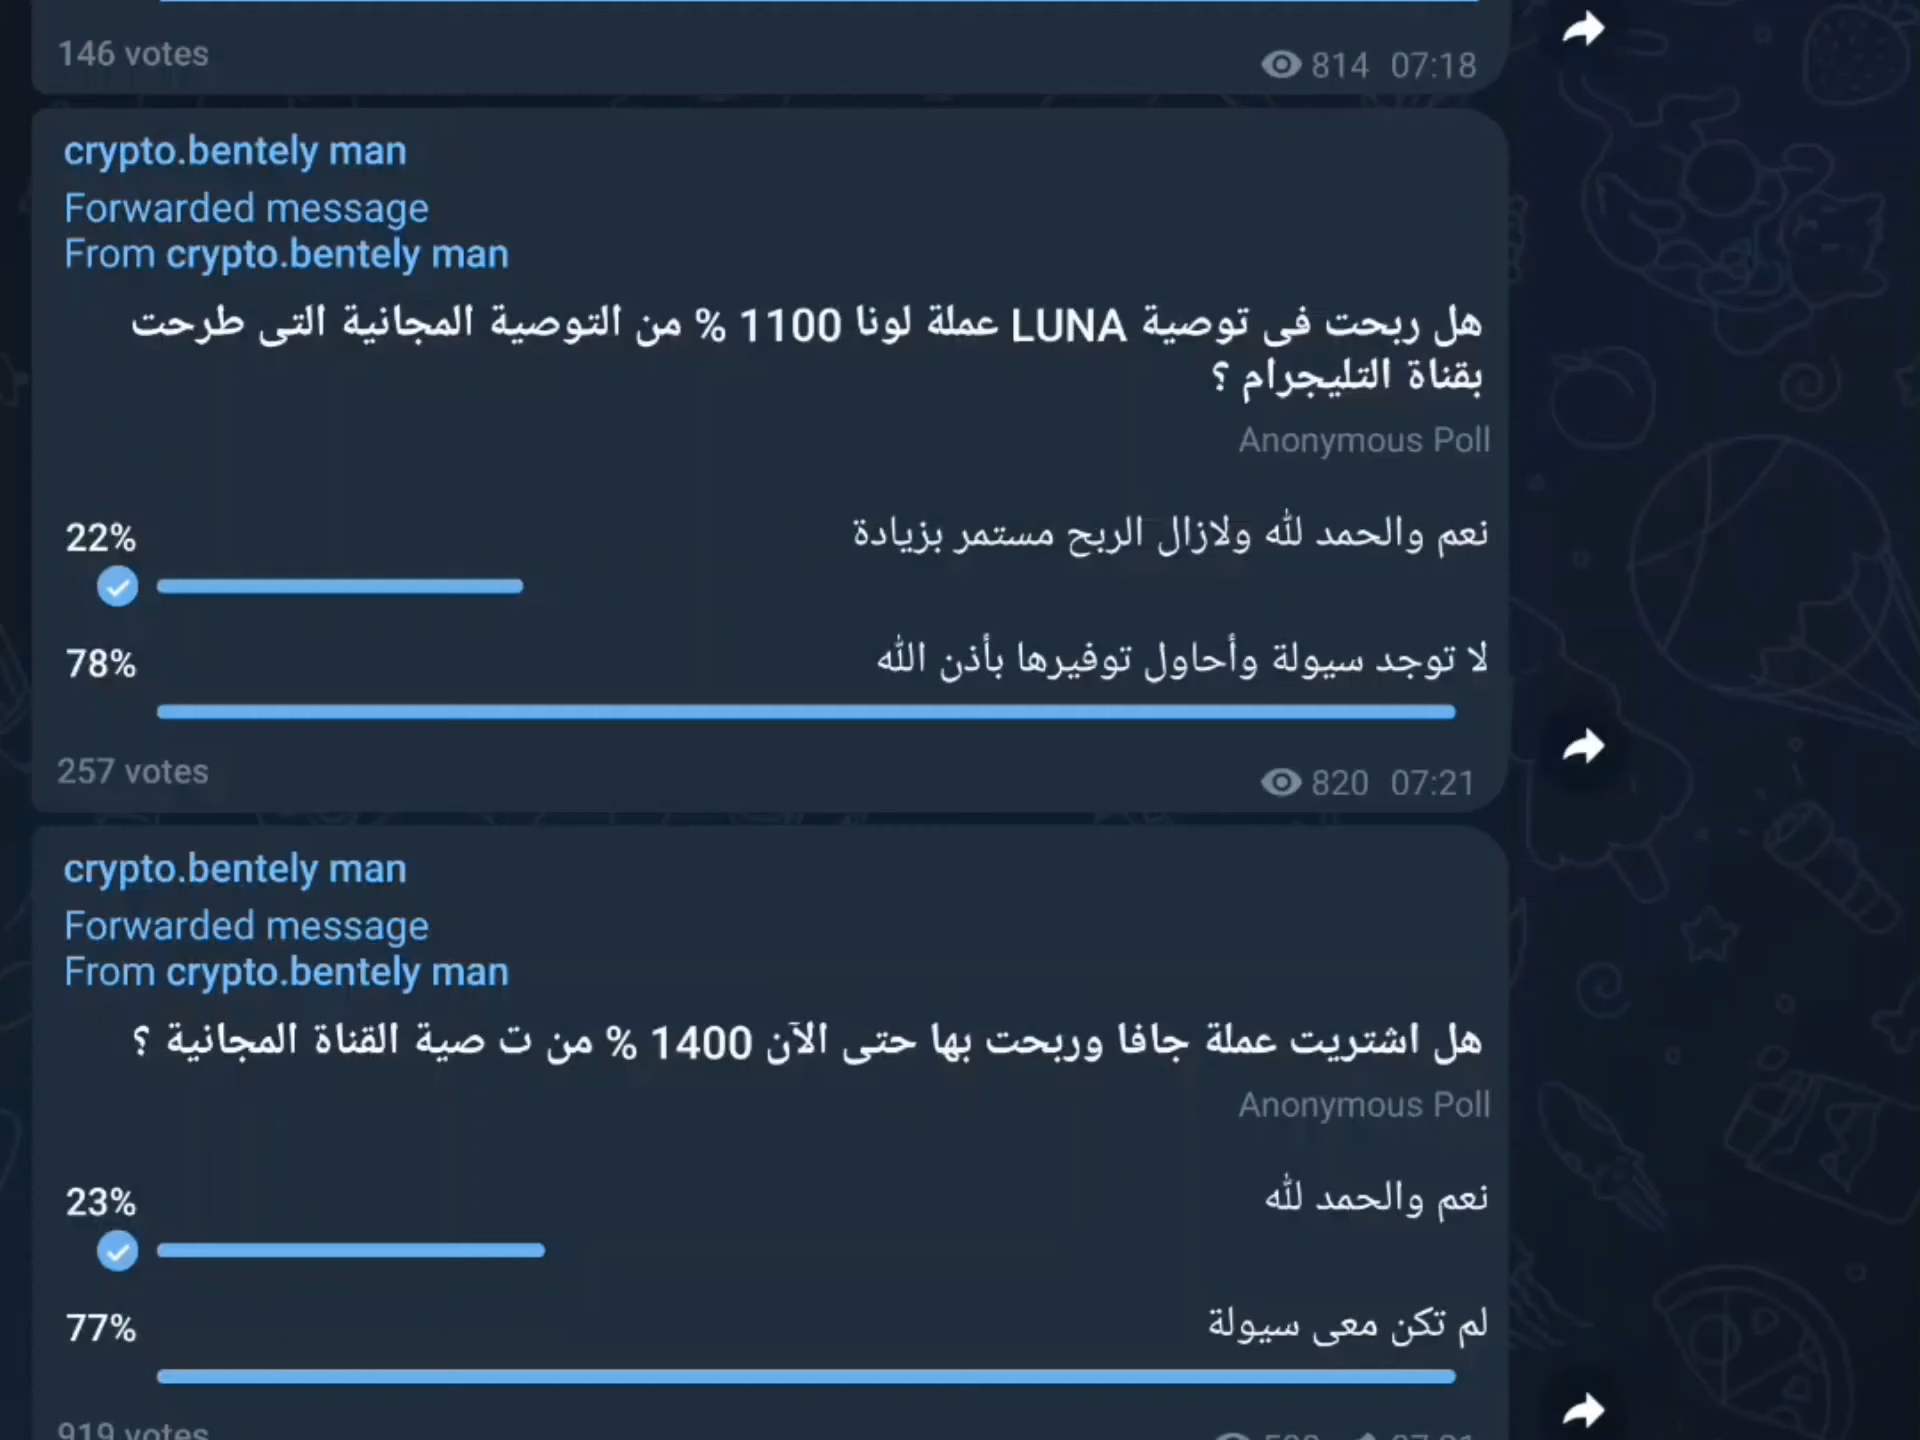 146 votes
814 07:18
crypto.bentely man
Forwarded message
From crypto.bentely man
هل ربحت فى توصية LUNA عملة لونا 1100 % من التوصية المجانية التى طرحت
بقناة التليجرام ؟
Anonymous Poll
22% نعم والحمد لله ولازال الربح مستمر بزيادة
78% لا توجد سيولة وأحاول توفيرها بأذن الله
257 votes
820 07:21
crypto.bentely man
Forwarded message
From crypto.bentely man
هل اشتريت عملة جافا وربحت بها حتى الآن 1400 % من ت صية القناة المجانية ؟
Anonymous Poll
23% نعم والحمد لله
77% لم تكن معى سيولة
919 votes